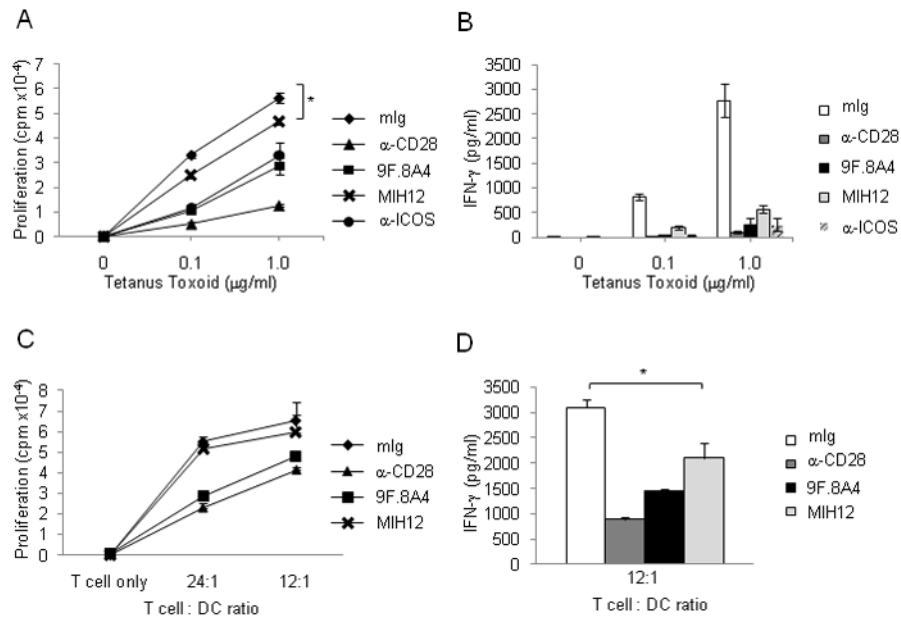 A
Proliferation (cpm x10⁻⁴)
7
6
5
4
3
2
1
0
*
0 0.1 1.0
Tetanus Toxoid (µg/ml)
mIg
α-CD28
9F.8A4
MIH12
α-ICOS
B
IFN-γ (pg/ml)
3500
3000
2500
2000
1500
1000
500
0
0 0.1 1.0
Tetanus Toxoid (µg/ml)
mIg
α-CD28
9F.8A4
MIH12
α-ICOS
C
Proliferation (cpm x10⁻⁴)
8
7
6
5
4
3
2
1
0
T cell only 24:1 12:1
T cell : DC ratio
mIg
α-CD28
9F.8A4
MIH12
D
IFN-γ (pg/ml)
3500
3000
2500
2000
1500
1000
500
0
*
12:1
T cell : DC ratio
mIg
α-CD28
9F.8A4
MIH12